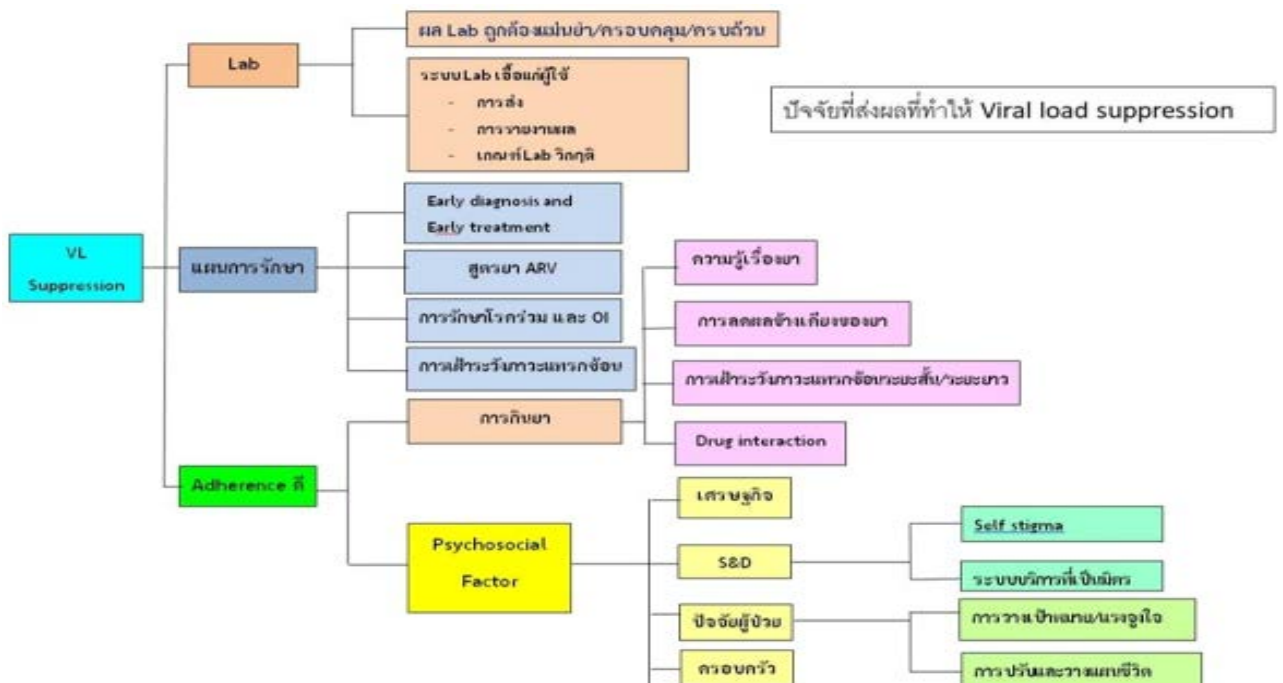 ผล Lab ถูกต้องแม่นยำ/ครอบคลุม/ครบถ้วน
Lab
ระบบ Lab เอื้อแก่ผู้ใช้
- การส่ง
- การรายงานผล
- เกณฑ์ Lab วิกฤติ
ปัจจัยที่ส่งผลที่ทำให้ Viral load suppression
Early diagnosis and
Early treatment
VL
Suppression
แผนการรักษา
สูตรยา ARV
การรักษาโรคร่วม และ OI
การเฝ้าระวังภาวะแทรกซ้อน
ความรู้เรื่องยา
การลดผลข้างเคียงของยา
การเฝ้าระวังภาวะแทรกซ้อนระยะสั้น/ระยะยาว
Drug interaction
การกินยา
Adherence ดี
Psychosocial
Factor
เศรษฐกิจ
S&D
Self stigma
ระบบบริการที่เป็นมิตร
ปัจจัยผู้ป่วย
การวางเป้าหมาย/แรงจูงใจ
การปรับและวางแผนชีวิต
ครอบครัว